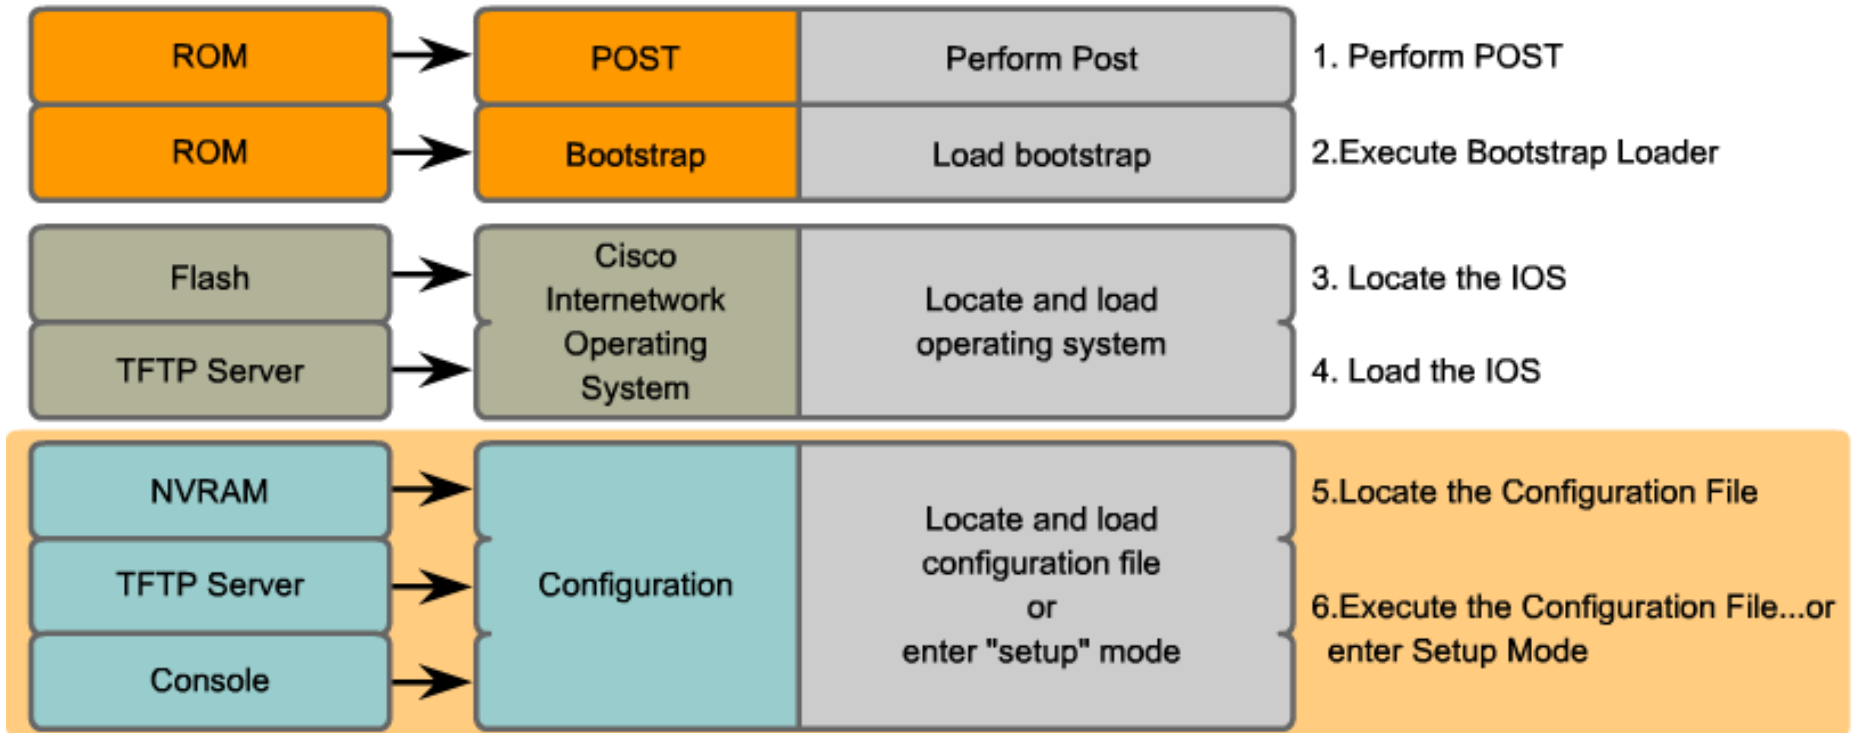 ROM
POST
Perform Post
1. Perform POST
ROM
Bootstrap
Load bootstrap
2.Execute Bootstrap Loader
Flash
TFTP Server
Cisco
Internetwork
Operating
System
Locate and load
operating system
3. Locate the IOS
4. Load the IOS
NVRAM
TFTP Server
Console
Configuration
Locate and load
configuration file
or
enter "setup" mode
5.Locate the Configuration File
6.Execute the Configuration File...or
enter Setup Mode